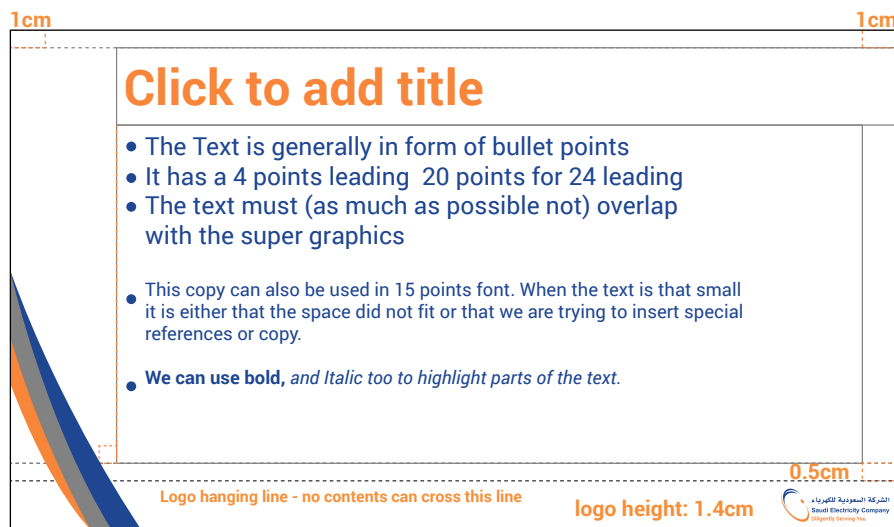 1cm
1cm
Click to add title
• The Text is generally in form of bullet points
• It has a 4 points leading  20 points for 24 leading
• The text must (as much as possible not) overlap
with the super graphics
• This copy can also be used in 15 points font. When the text is that small
it is either that the space did not fit or that we are trying to insert special
references or copy.
• We can use bold, and Italic too to highlight parts of the text.
0.5cm
Logo hanging line - no contents can cross this line
logo height: 1.4cm
الشركة السعودية للكهرباء
Saudi Electricity Company
Diligently Serving You